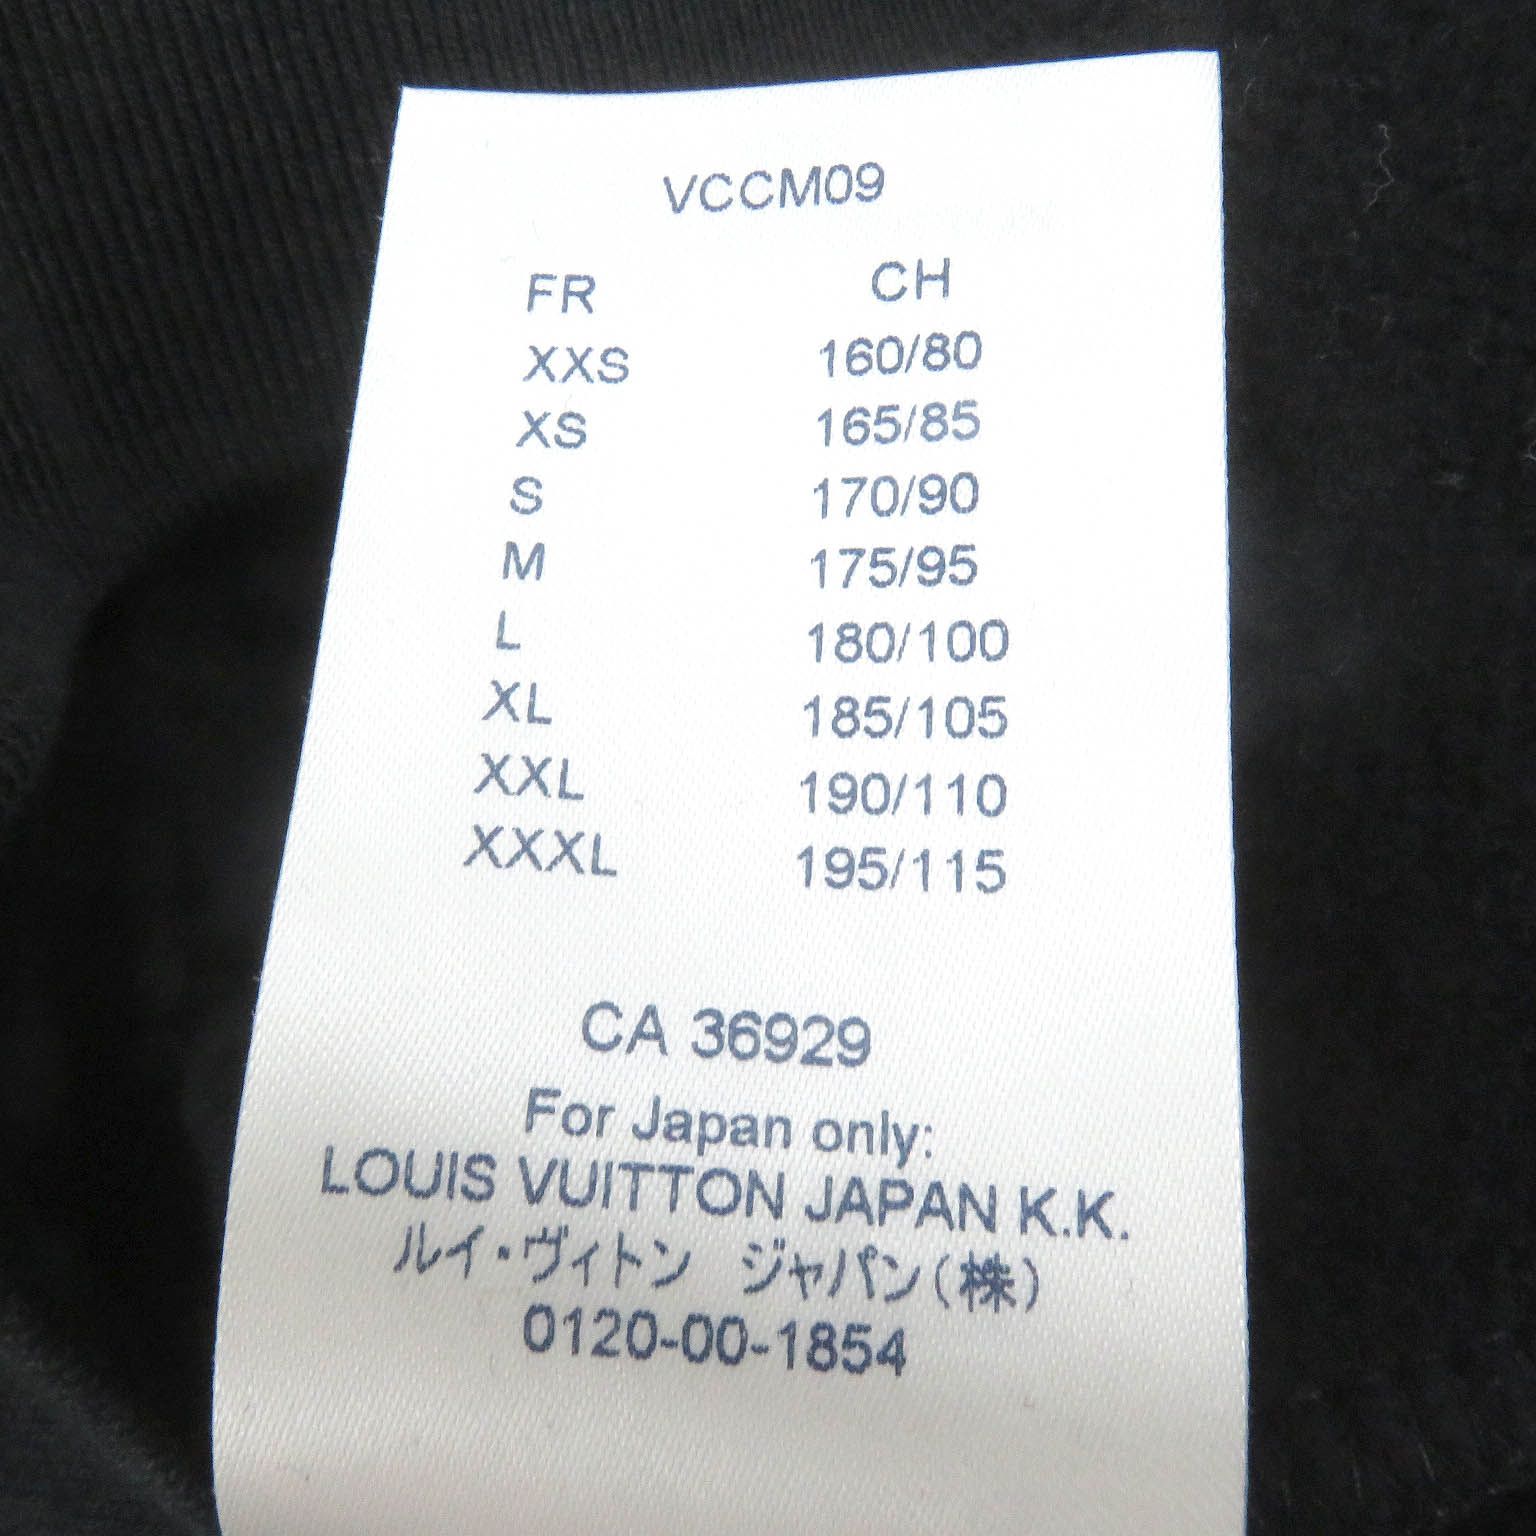 VCCM09
FR CH
XXS 160/80
XS 165/85
S 170/90
M 175/95
L 180/100
XL 185/105
XXL 190/110
XXXL 195/115
CA 36929
For Japan only:
LOUIS VUITTON JAPAN K.K.
ルイ・ヴィトン ジャパン(株)
0120-00-1854